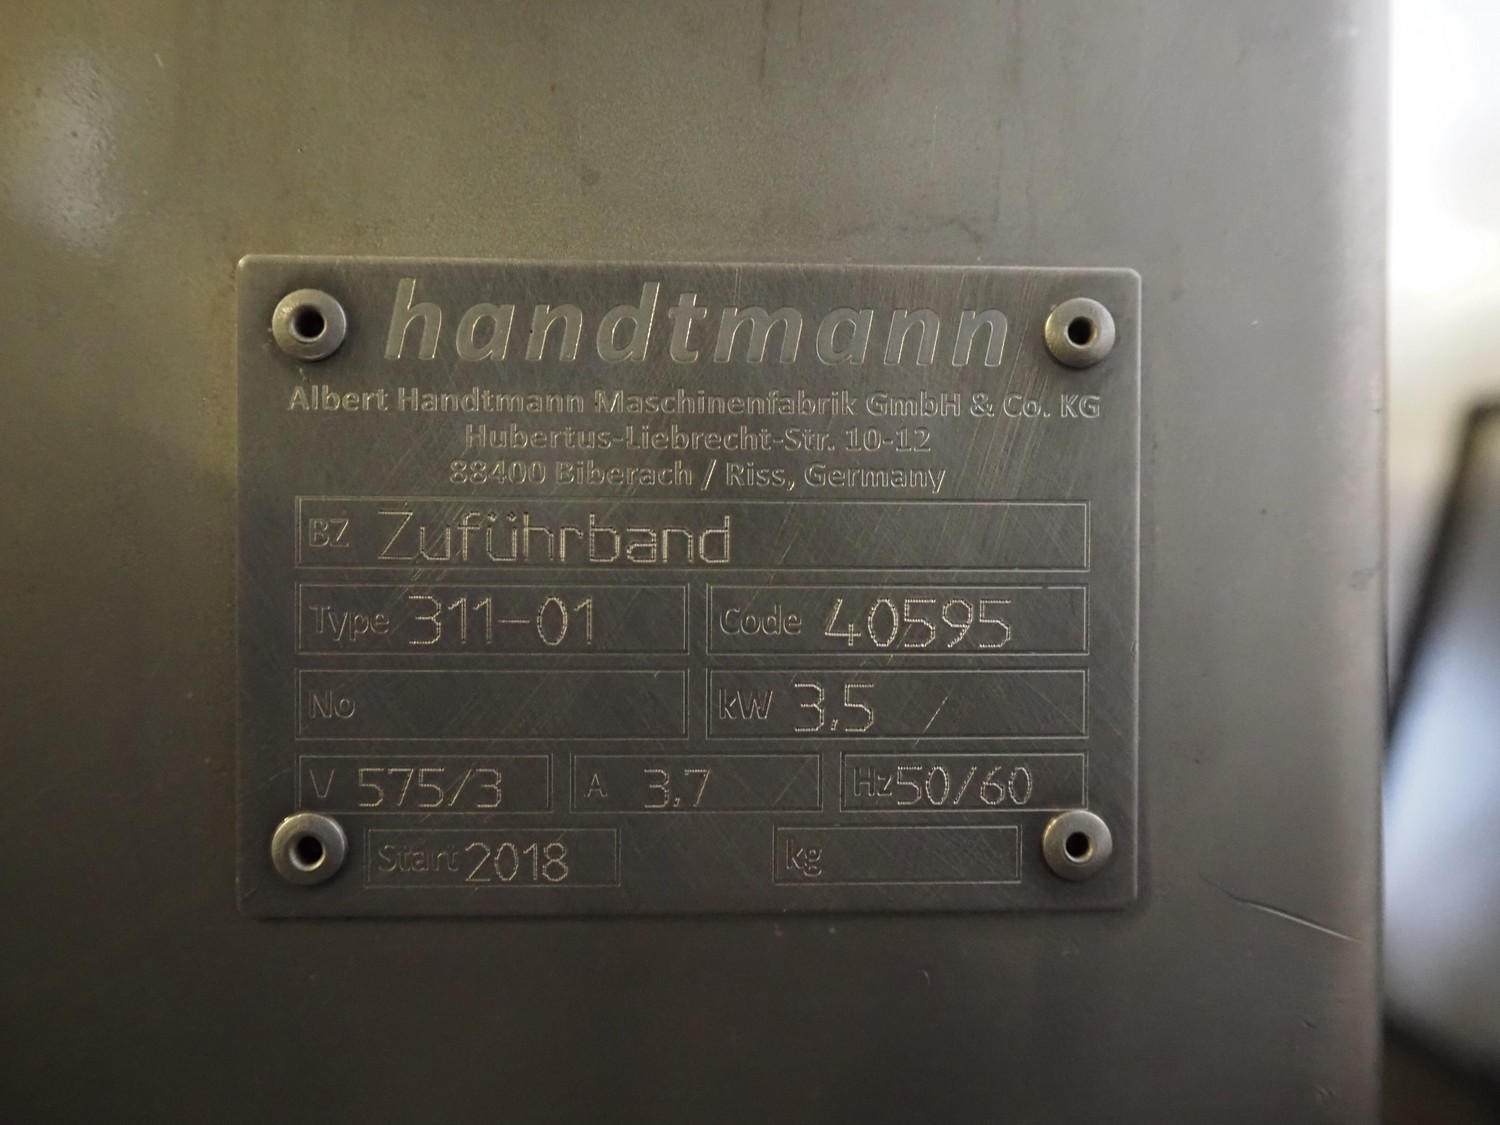 handtmann
Albert Handtmann Maschinenfabrik GmbH & Co. KG
Hubertus-Liebrecht-Str. 10-12
88400 Biberach / Riss, Germany
BZ Zuführband
Type 311-01 Code 40595
No kW 3,5
V 575/3 A 3,7 Hz 50/60
Start 2018 kg